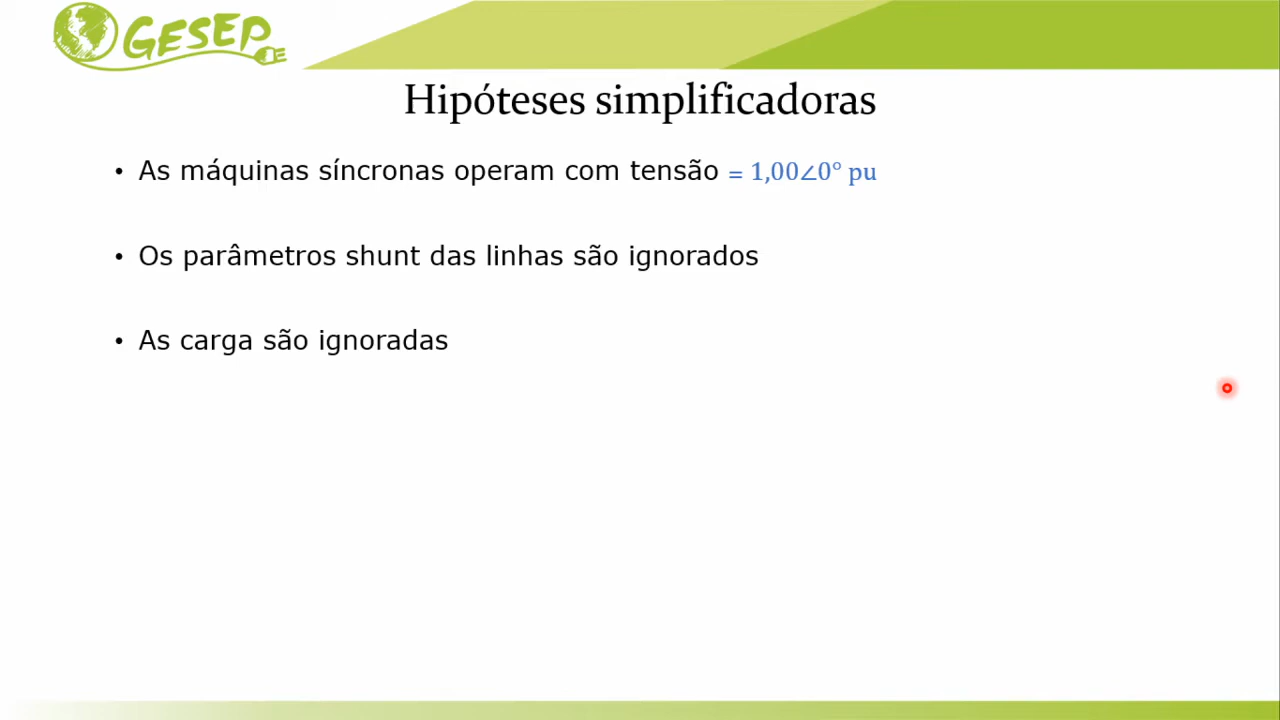 GESEP
Hipóteses simplificadoras
• As máquinas síncronas operam com tensão = 1,00∠0° pu
• Os parâmetros shunt das linhas são ignorados
• As carga são ignoradas